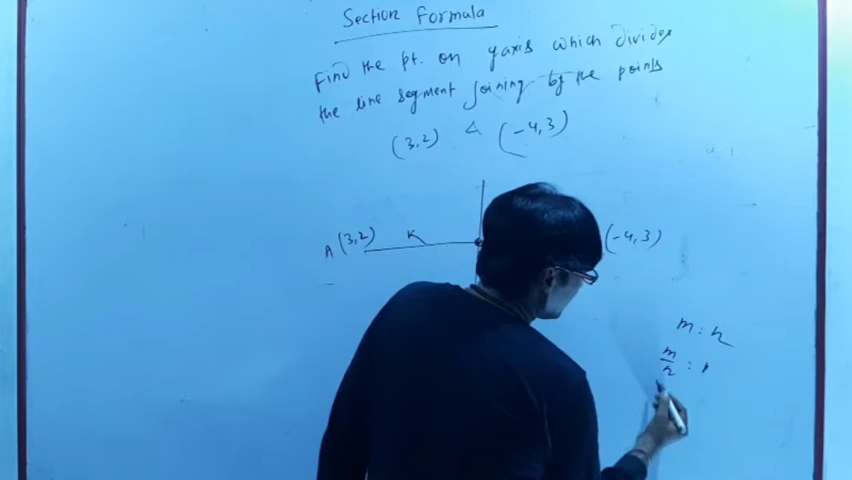 Section Formula
Find the pt. on yaxis which divides
the line segment joining by the points
(3,2) & (-4,3)
A (3,2) K (-4,3)
m : n
m/n : 1